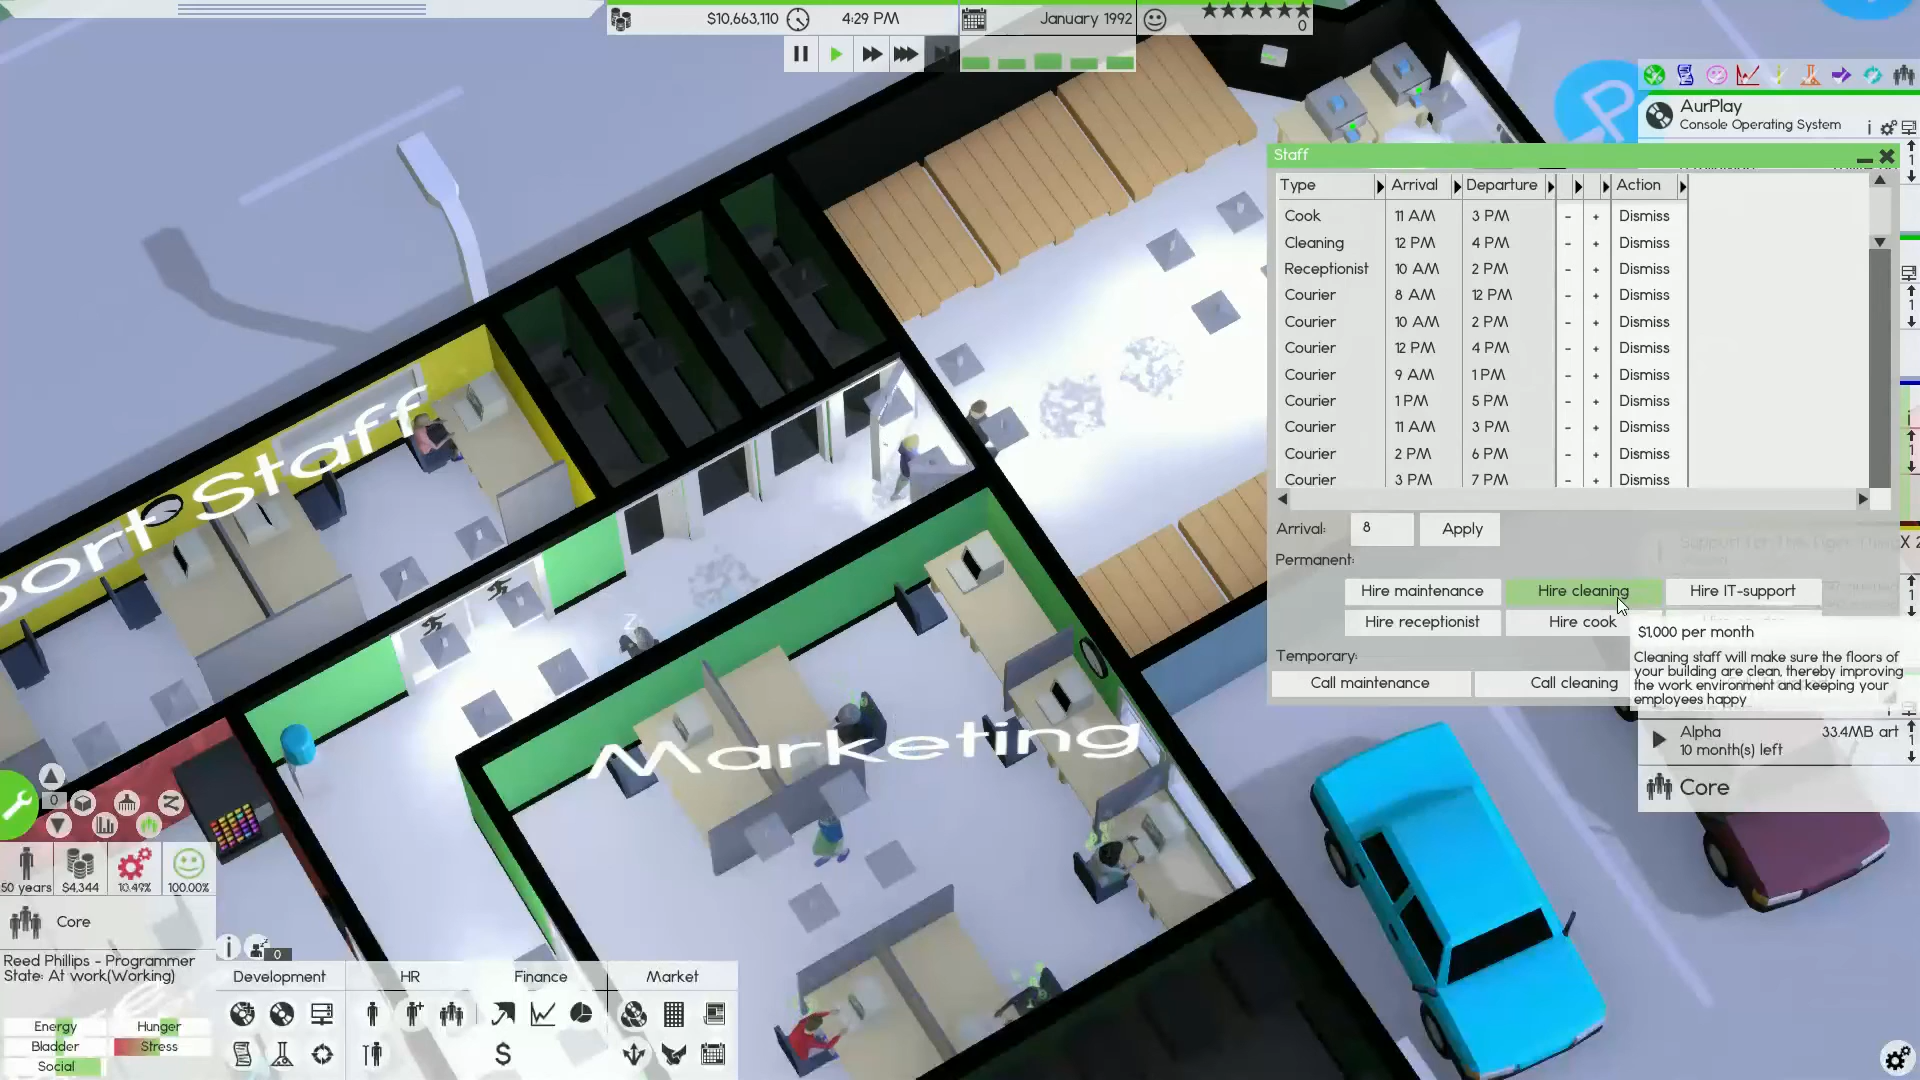 $10,663,110
4:29 PM
January 1992
0
AurPlay
Console Operating System
Staff
Type Arrival Departure Action
Cook 11 AM 3 PM - + Dismiss
Cleaning 12 PM 4 PM - + Dismiss
Receptionist 10 AM 2 PM - + Dismiss
Courier 8 AM 12 PM - + Dismiss
Courier 10 AM 2 PM - + Dismiss
Courier 12 PM 4 PM - + Dismiss
Courier 9 AM 1 PM - + Dismiss
Courier 1 PM 5 PM - + Dismiss
Courier 11 AM 3 PM - + Dismiss
Courier 2 PM 6 PM - + Dismiss
Courier 3 PM 7 PM - + Dismiss
Arrival: 8 Apply
Permanent:
Hire maintenance Hire cleaning Hire IT-support
Hire receptionist Hire cook
Temporary:
Call maintenance Call cleaning
$1,000 per month
Cleaning staff will make sure the floors of
your building are clean, thereby improving
the work environment and keeping your
employees happy
Alpha 33.4MB art
10 month(s) left
Core
P
port Staff
Marketing
0
50 years $4,344 10.49% 100.00%
Core
0
Reed Phillips - Programmer
State: At work(Working)
Energy Hunger
Bladder Stress
Social
Development HR Finance Market